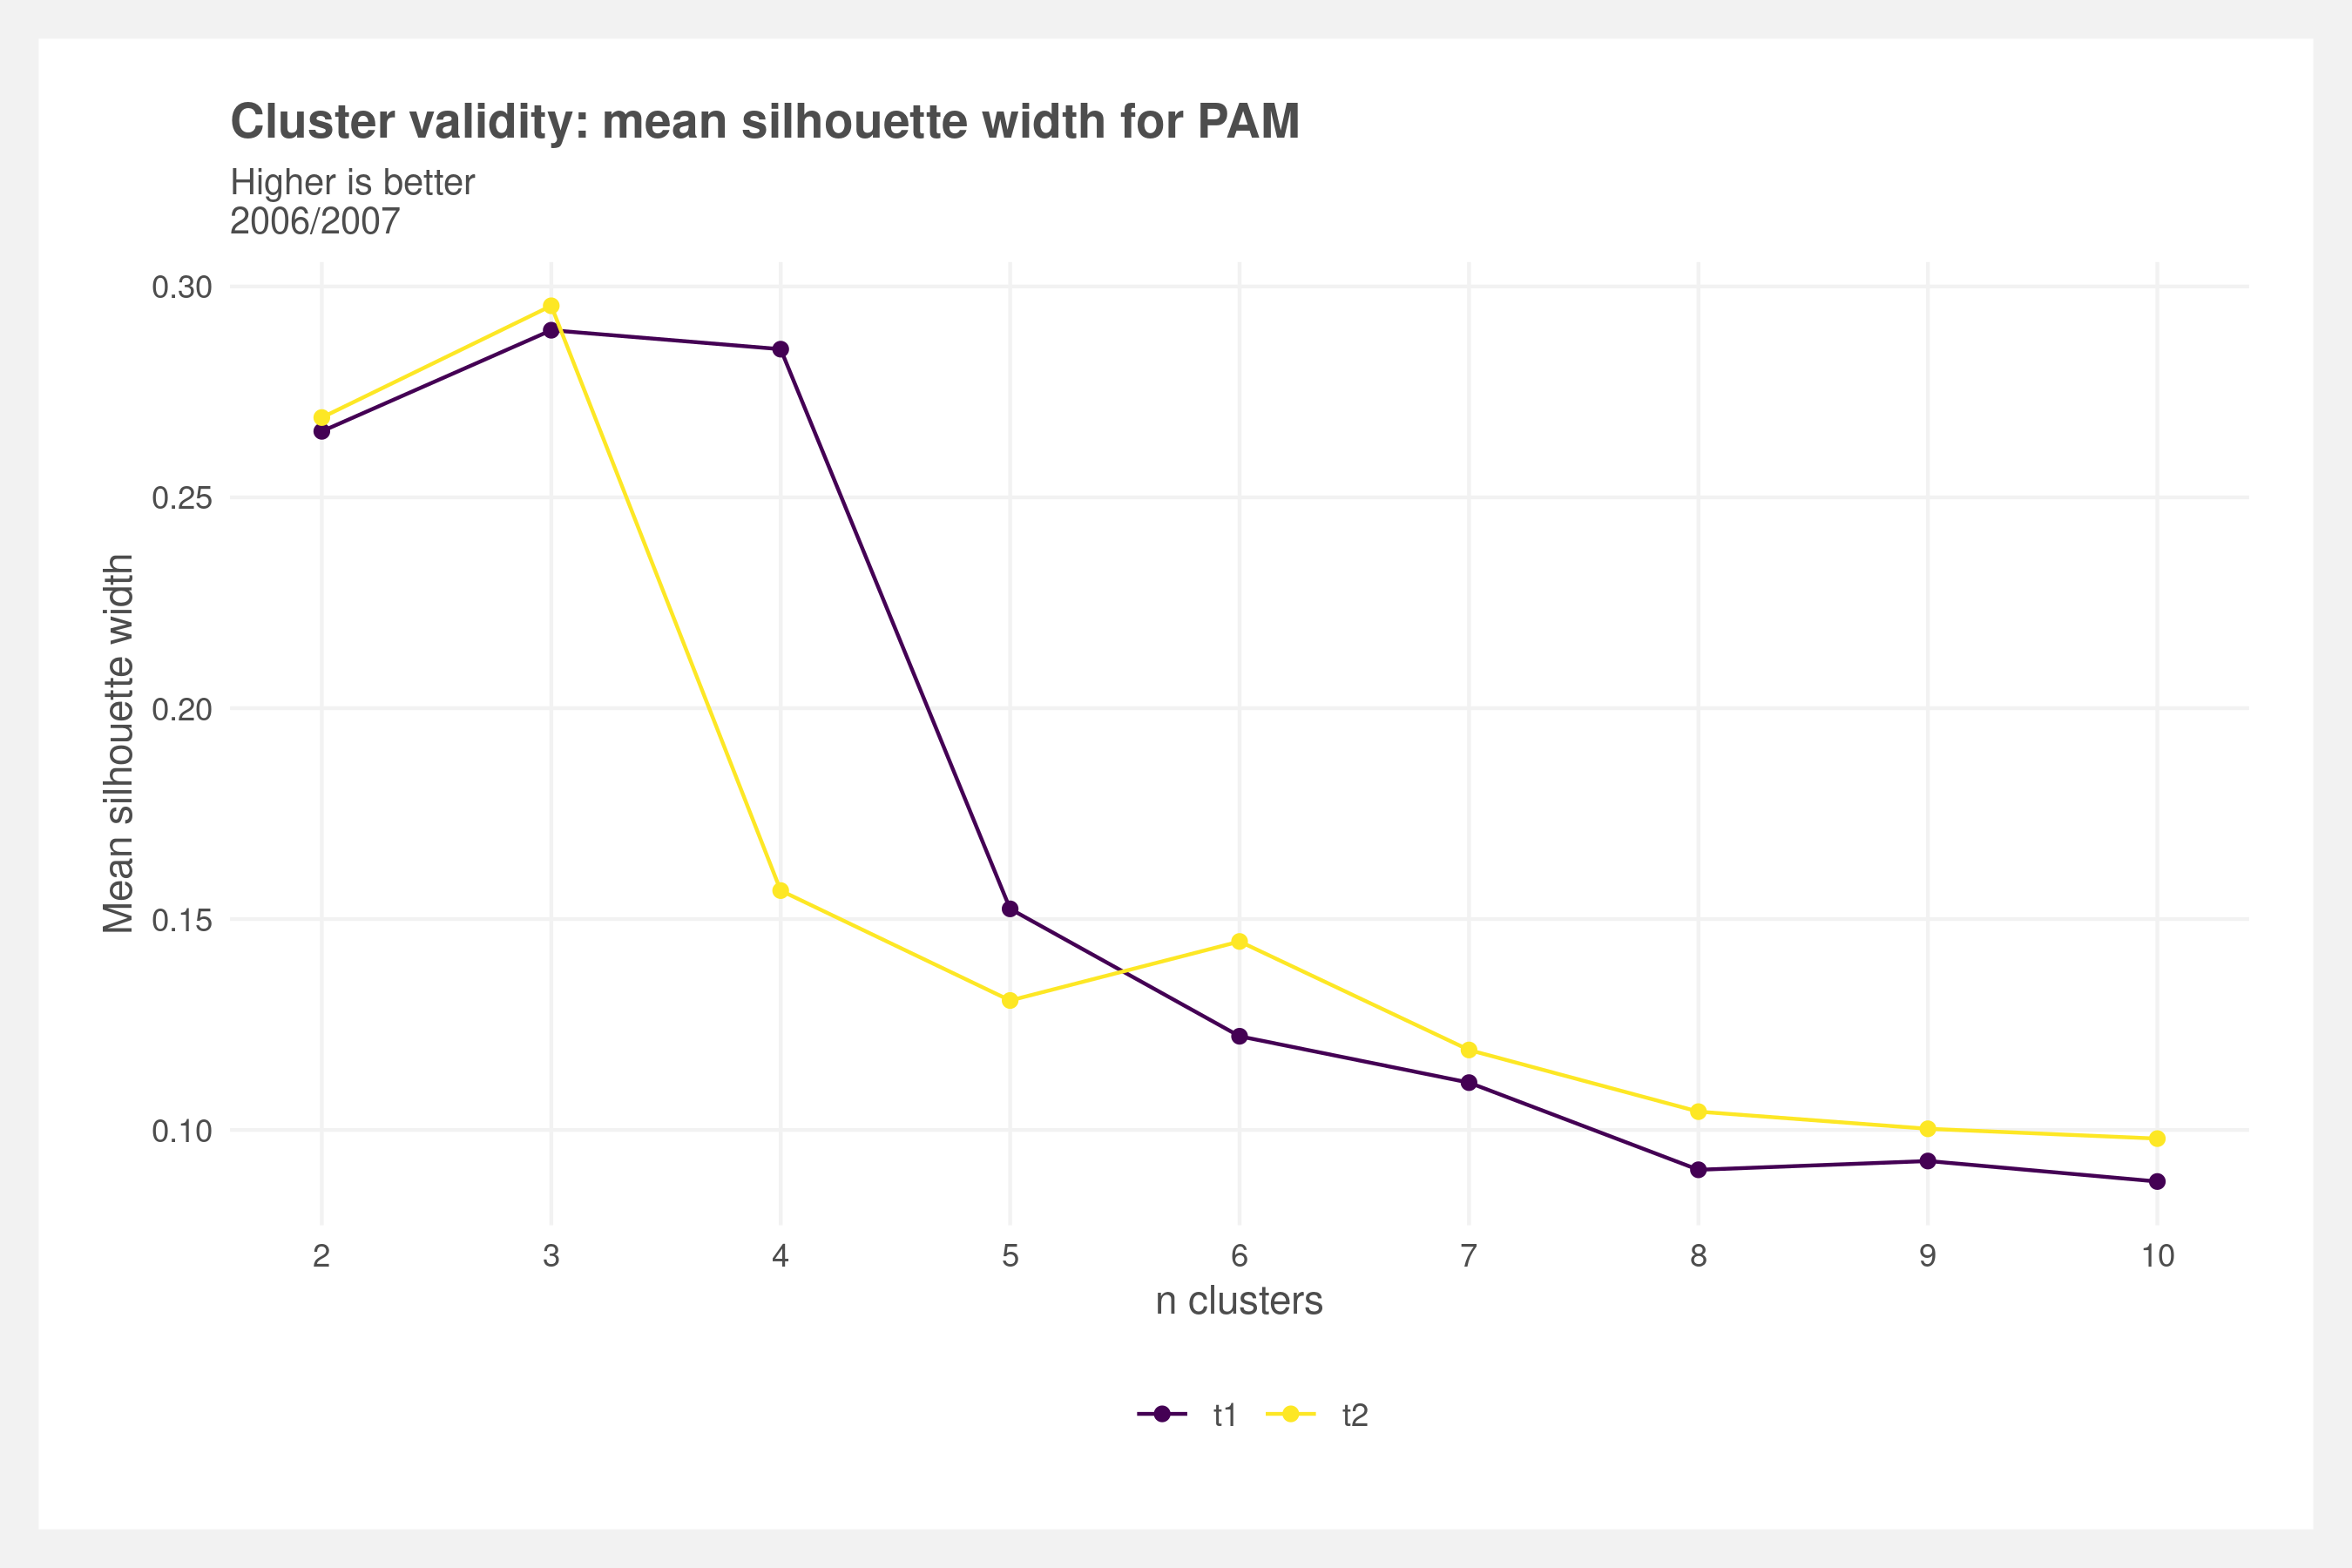 Cluster validity: mean silhouette width for PAM
Higher is better
2006/2007
Mean silhouette width
0.30
0.25
0.20
0.15
0.10
2 3 4 5 6 7 8 9 10
n clusters
t1 t2